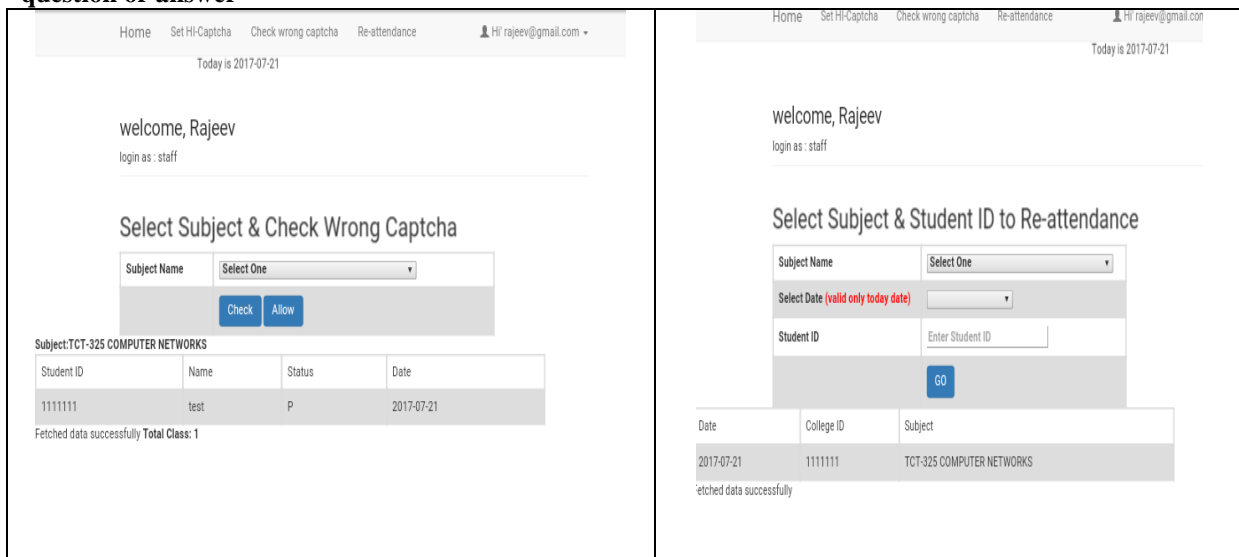 question or answer
Home Set HI-Captcha Check wrong captcha Re-attendance Hi' rajeev@gmail.com
Today is 2017-07-21
welcome, Rajeev
login as : staff
Select Subject & Check Wrong Captcha
Subject Name Select One
Check Allow
Subject:TCT-325 COMPUTER NETWORKS
Student ID Name Status Date
1111111 test P 2017-07-21
Fetched data successfully Total Class: 1
Home Set HI-Captcha Check wrong captcha Re-attendance Hi' rajeev@gmail.com
Today is 2017-07-21
welcome, Rajeev
login as : staff
Select Subject & Student ID to Re-attendance
Subject Name Select One
Select Date (valid only today date)
Student ID Enter Student ID
GO
Date College ID Subject
2017-07-21 1111111 TCT-325 COMPUTER NETWORKS
Fetched data successfully